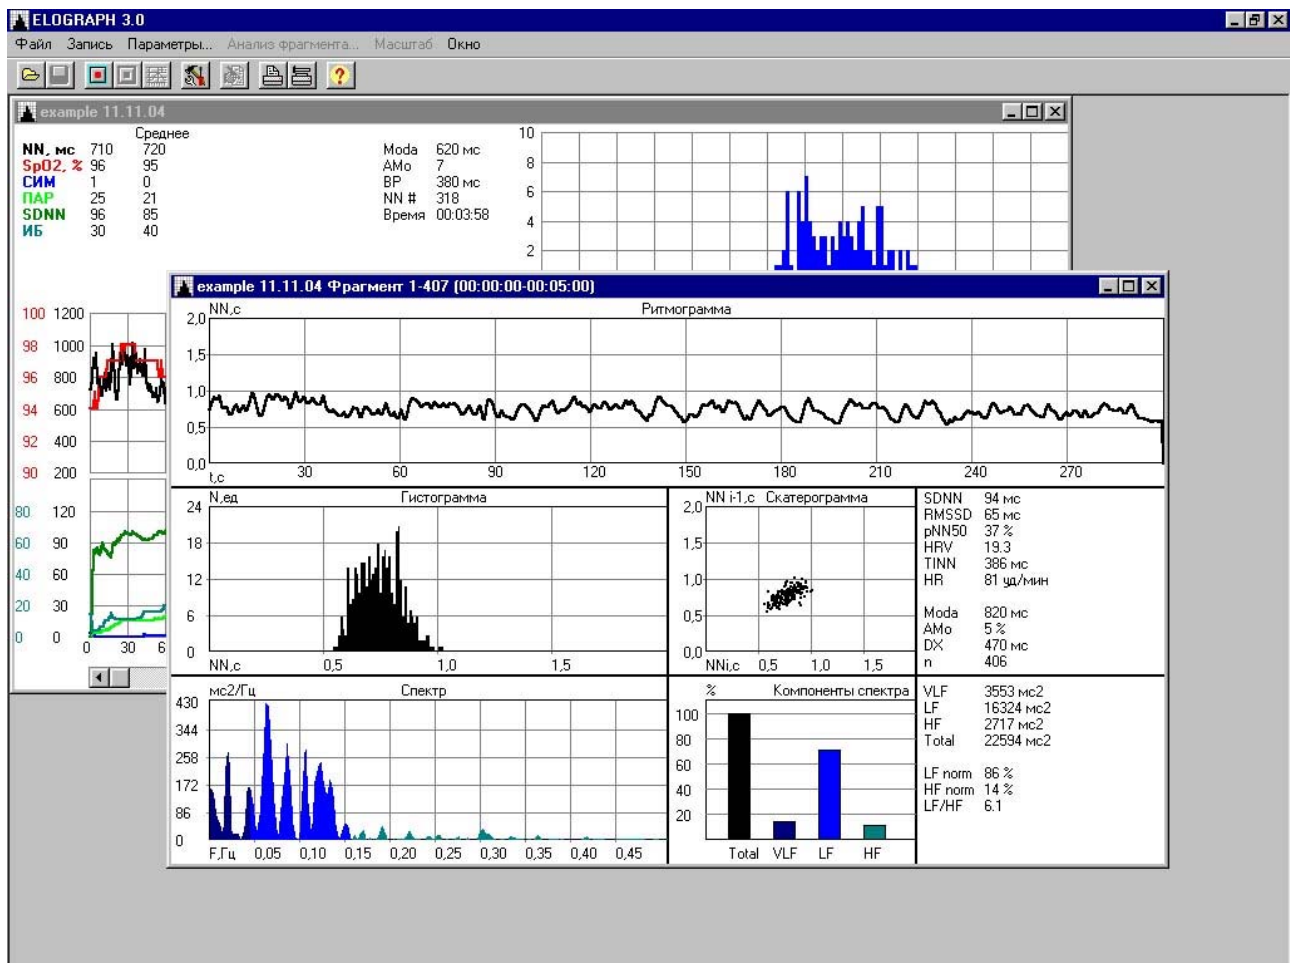 ELOGRAPH 3.0
Файл Запись Параметры... Анализ фрагмента... Масштаб Окно
example 11.11.04
Среднее
NN, мс 710 720
SpO2, % 96 95
СИМ 1 0
ПАР 25 21
SDNN 96 85
ИБ 30 40
Moda 620 мс
AMo 7
BP 380 мс
NN # 318
Время 00:03:58
10
8
6
4
2
100 1200
98 1000
96 800
94 600
92 400
90 200
80 120
60 90
40 60
20 30
0 0
0 30 6
example 11.11.04 Фрагмент 1-407 (00:00:00-00:05:00)
NN,c Ритмограмма
2,0
1,5
1,0
0,5
0,0
t,c 30 60 90 120 150 180 210 240 270
N,ед Гистограмма
24
18
12
6
0
NN,c 0,5 1,0 1,5
NN i-1,c Скатерограмма
2,0
1,5
1,0
0,5
0,0
NNi,c 0,5 1,0 1,5
SDNN 94 мс
RMSSD 65 мс
pNN50 37 %
HRV 19.3
TINN 386 мс
HR 81 уд/мин
Moda 820 мс
AMo 5 %
DX 470 мс
n 406
мс2/Гц Спектр
430
344
258
172
86
0
F,Гц 0,05 0,10 0,15 0,20 0,25 0,30 0,35 0,40 0,45
% Компоненты спектра
100
80
60
40
20
Total VLF LF HF
VLF 3553 мс2
LF 16324 мс2
HF 2717 мс2
Total 22594 мс2
LF norm 86 %
HF norm 14 %
LF/HF 6.1